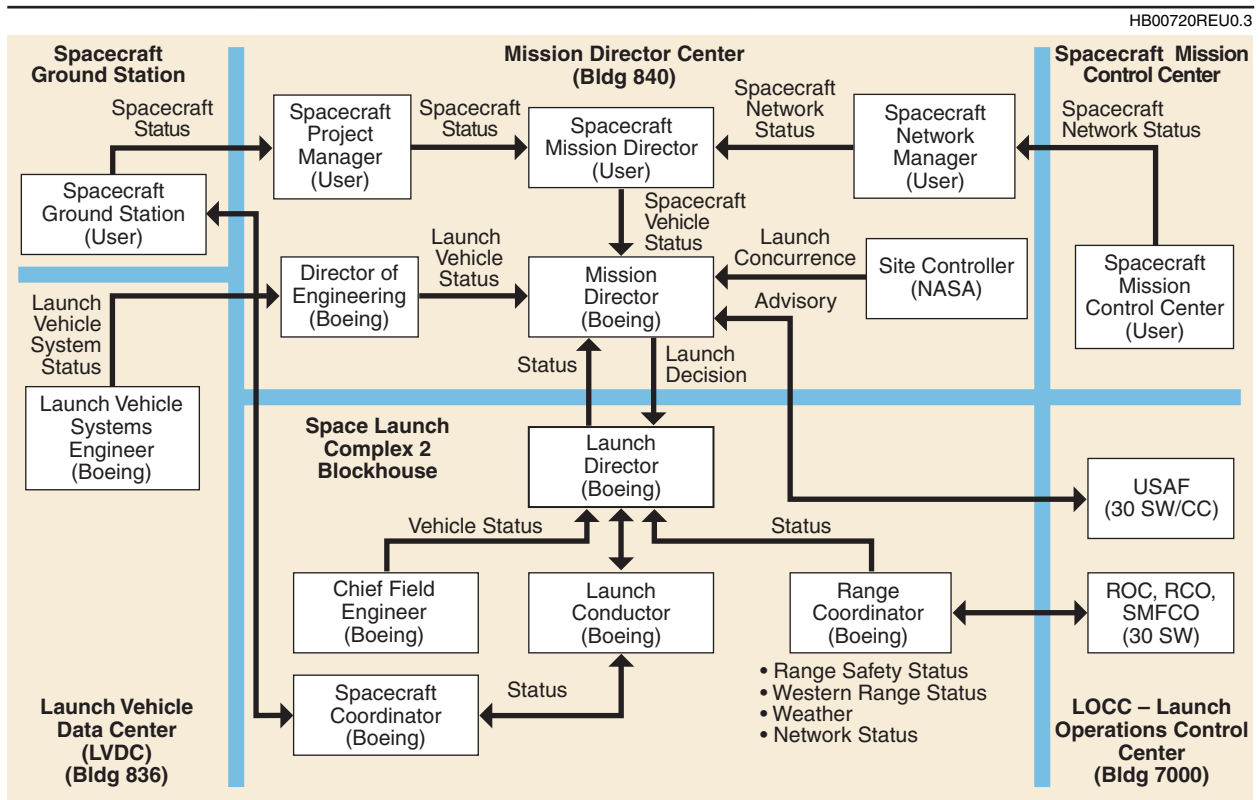 HB00720REU0.3
Spacecraft
Ground Station
Mission Director Center
(Bldg 840)
Spacecraft Mission
Control Center
Spacecraft
Status
Spacecraft
Project
Manager
(User)
Spacecraft
Status
Spacecraft
Mission Director
(User)
Spacecraft
Network
Status
Spacecraft
Network
Manager
(User)
Spacecraft
Network Status
Spacecraft
Ground Station
(User)
Spacecraft
Vehicle
Status
Launch
Vehicle
System
Status
Director of
Engineering
(Boeing)
Launch
Vehicle
Status
Mission
Director
(Boeing)
Launch
Concurrence
Site Controller
(NASA)
Advisory
Spacecraft
Mission
Control Center
(User)
Status
Launch
Decision
Launch Vehicle
Systems
Engineer
(Boeing)
Space Launch
Complex 2
Blockhouse
Launch
Director
(Boeing)
USAF
(30 SW/CC)
Vehicle Status
Status
Chief Field
Engineer
(Boeing)
Launch
Conductor
(Boeing)
Range
Coordinator
(Boeing)
ROC, RCO,
SMFCO
(30 SW)
• Range Safety Status
• Western Range Status
• Weather
• Network Status
Spacecraft
Coordinator
(Boeing)
Status
Launch Vehicle
Data Center
(LVDC)
(Bldg 836)
LOCC – Launch
Operations Control
Center
(Bldg 7000)